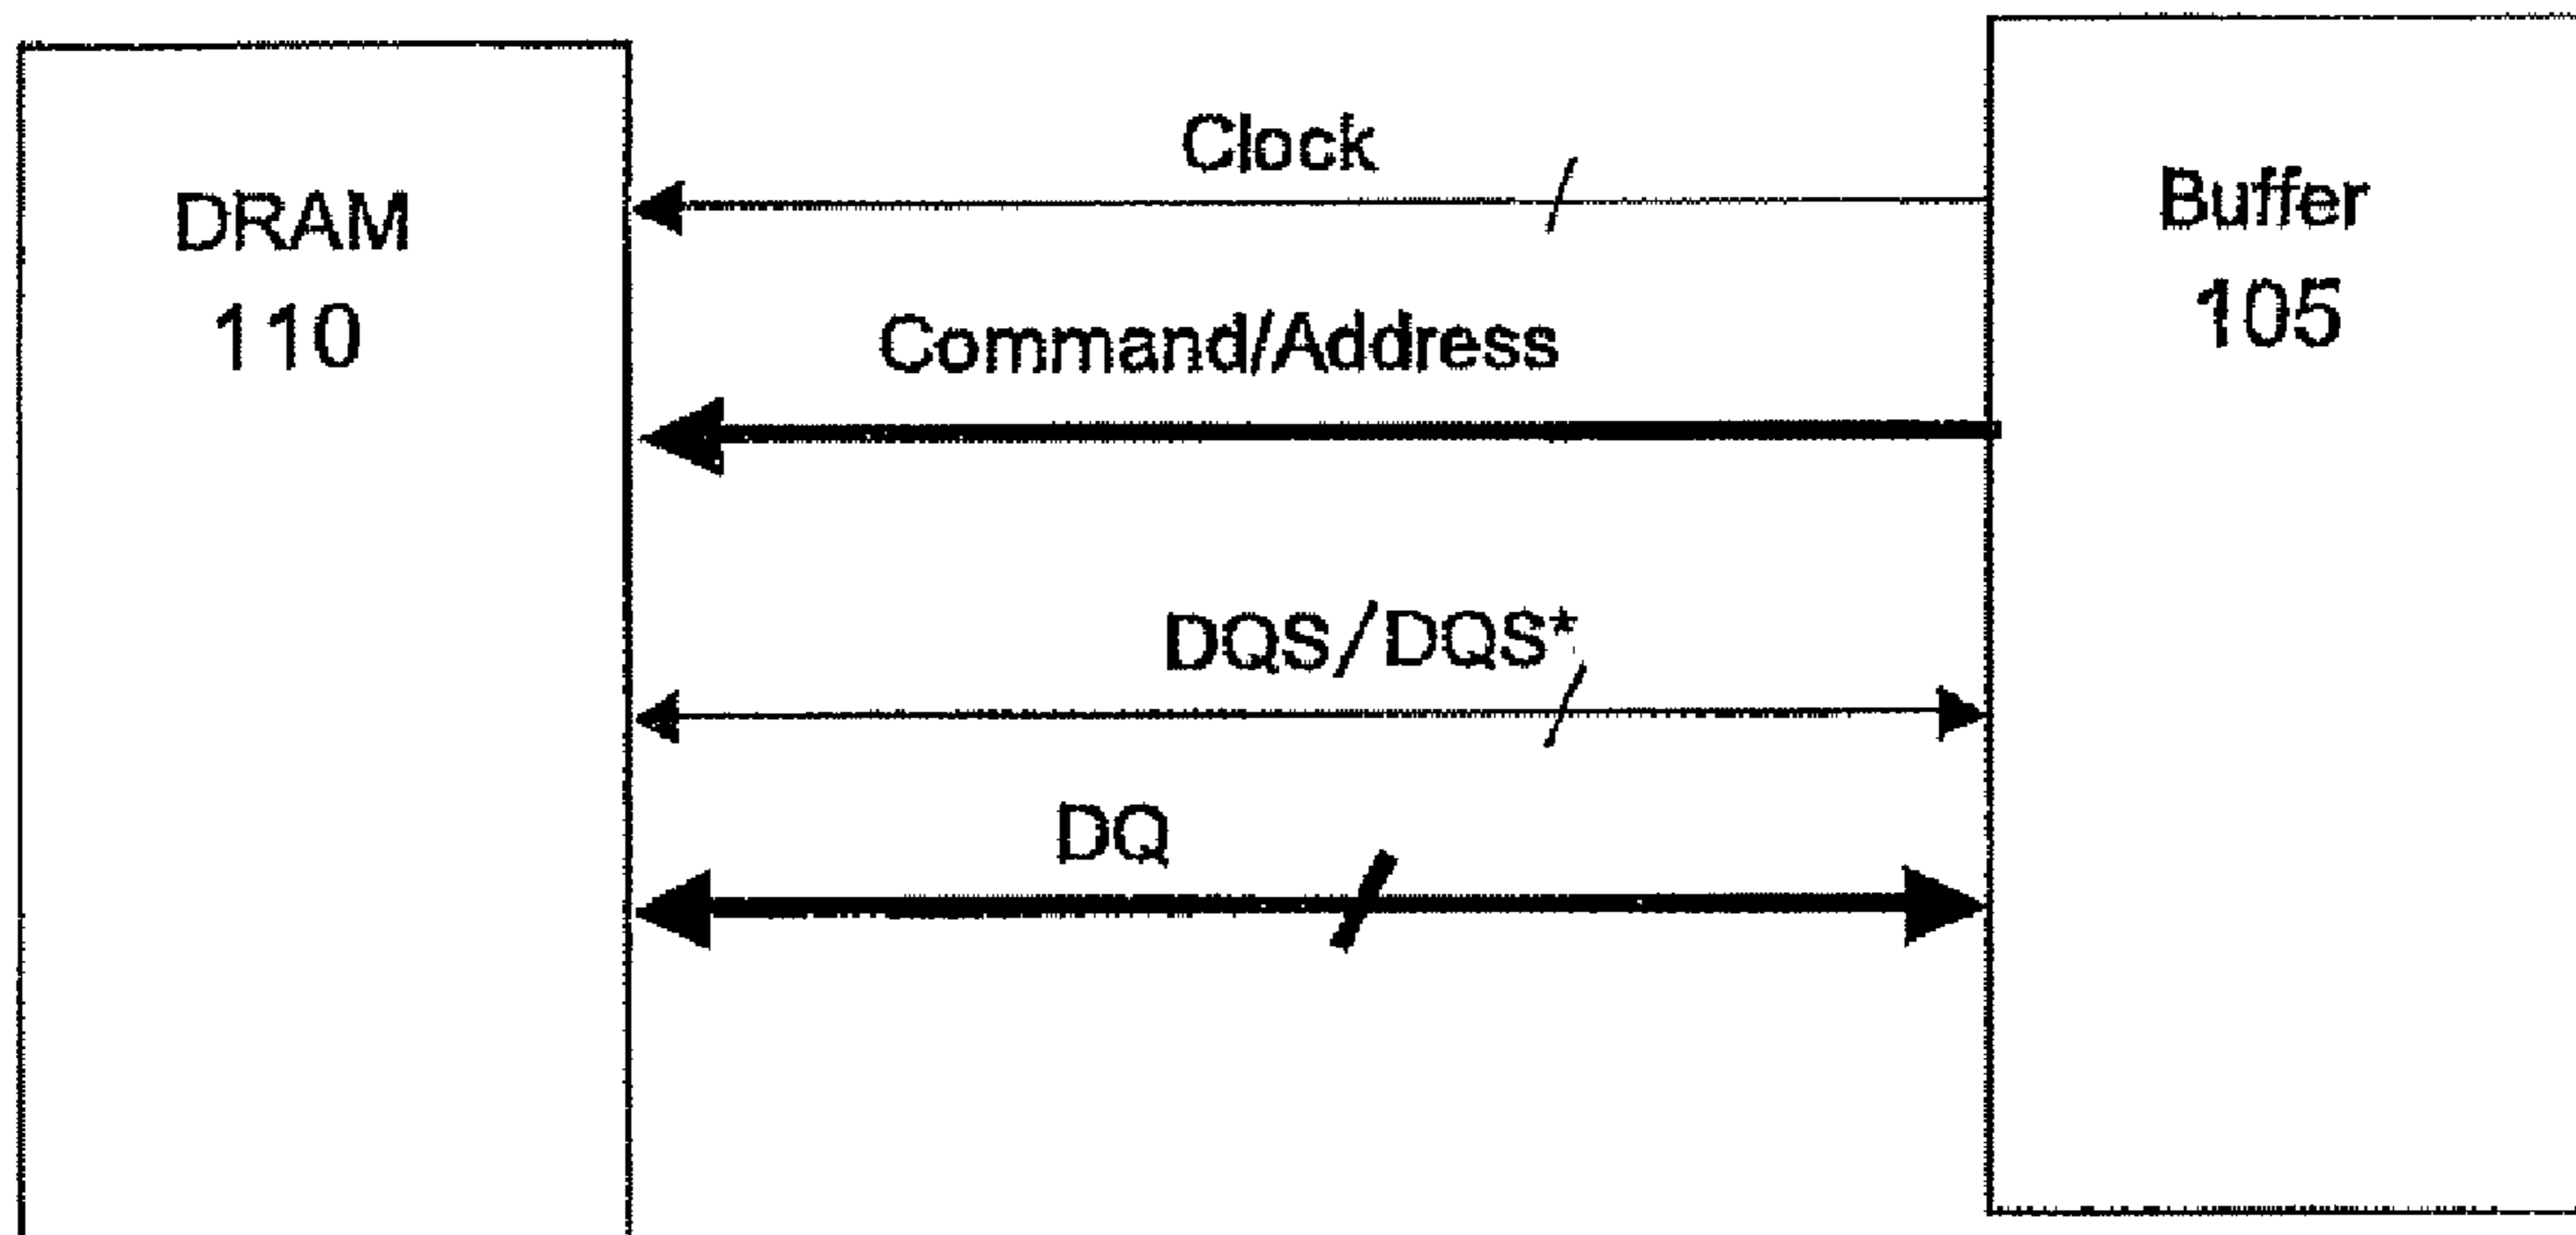 DRAM
110
Clock
Command/Address
DQS/DQS*
DQ
Buffer
105